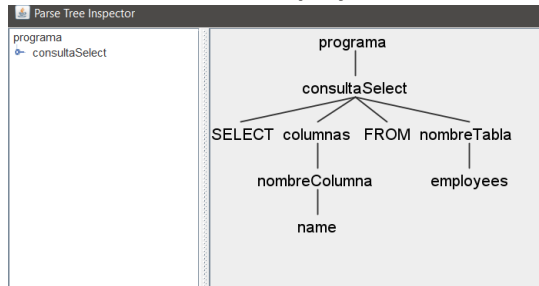 Parse Tree Inspector
programa
consultaSelect
programa
consultaSelect
SELECT columnas FROM nombreTabla
nombreColumna employees
name